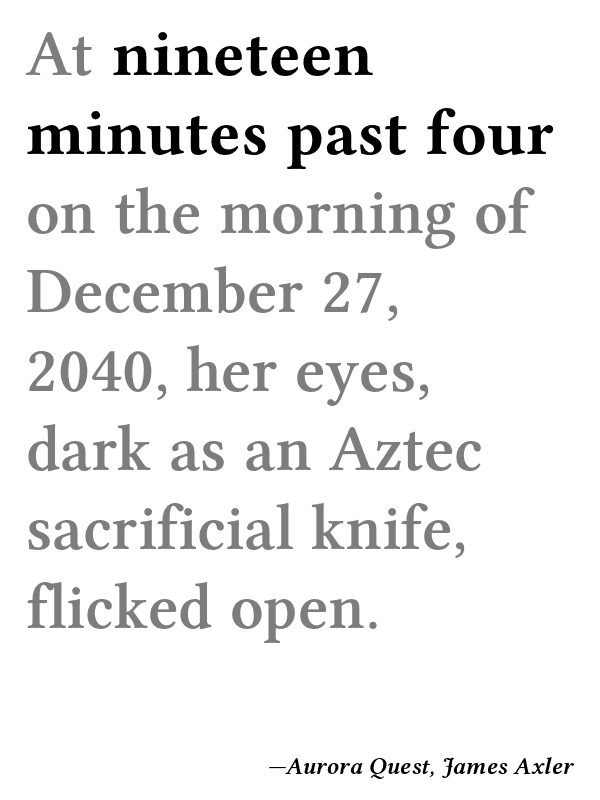 At nineteen
minutes past four
on the morning of
December 27,
2040, her eyes,
dark as an Aztec
sacrificial knife,
flicked open.
—Aurora Quest, James Axler